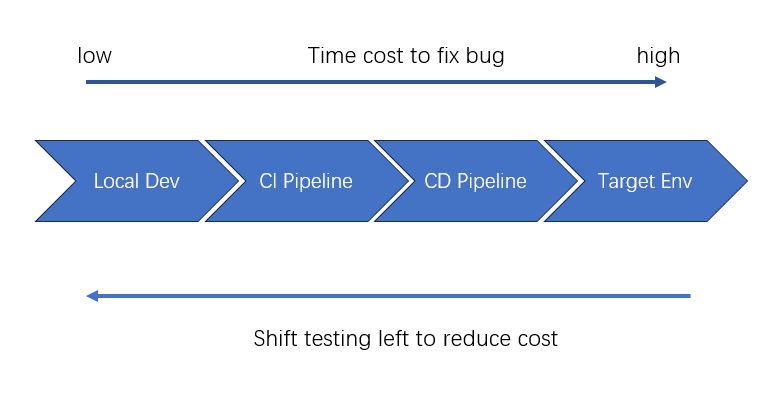 low Time cost to fix bug high
Local Dev CI Pipeline CD Pipeline Target Env
Shift testing left to reduce cost